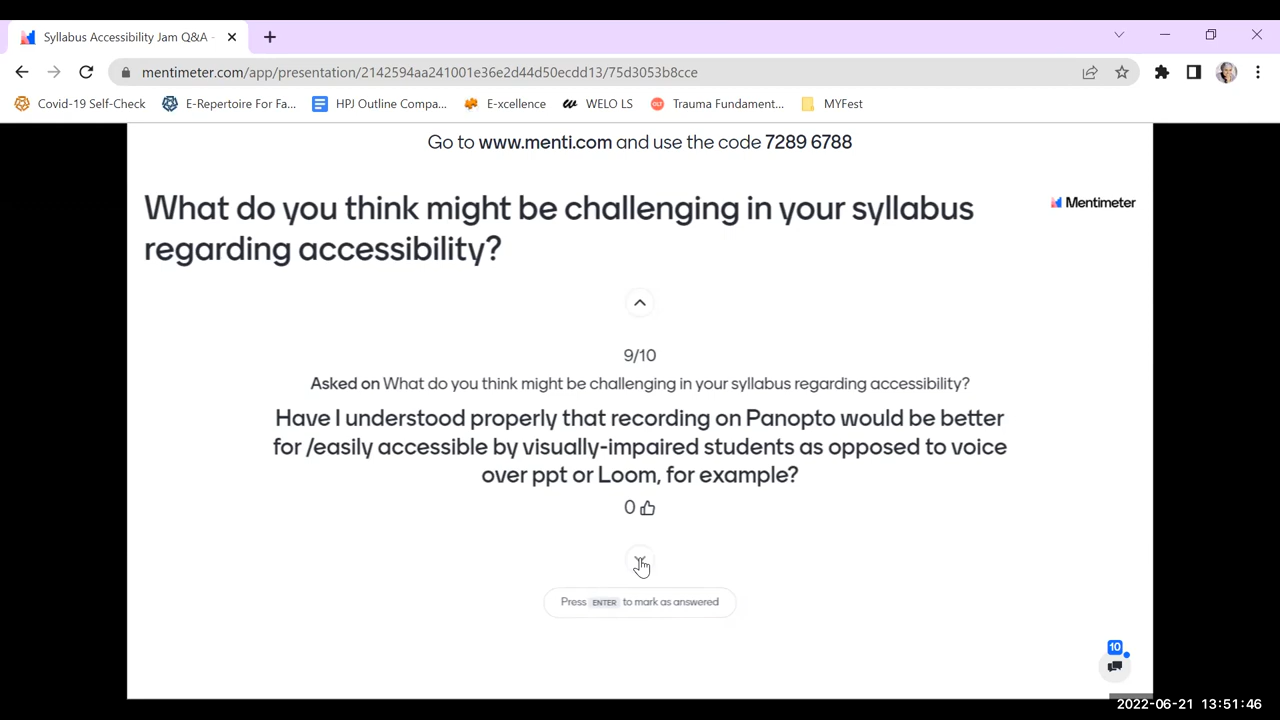 Syllabus Accessibility Jam Q&A -
mentimeter.com/app/presentation/2142594aa241001e36e2d44d50ecdd13/75d3053b8cce
Covid-19 Self-Check E-Repertoire For Fa... HPJ Outline Compa... E-xcellence WELO LS Trauma Fundament... MYFest
Go to www.menti.com and use the code 7289 6788
What do you think might be challenging in your syllabus
regarding accessibility?
Mentimeter
9/10
Asked on What do you think might be challenging in your syllabus regarding accessibility?
Have I understood properly that recording on Panopto would be better
for /easily accessible by visually-impaired students as opposed to voice
over ppt or Loom, for example?
0
Press ENTER to mark as answered
10
2022-06-21 13:51:46